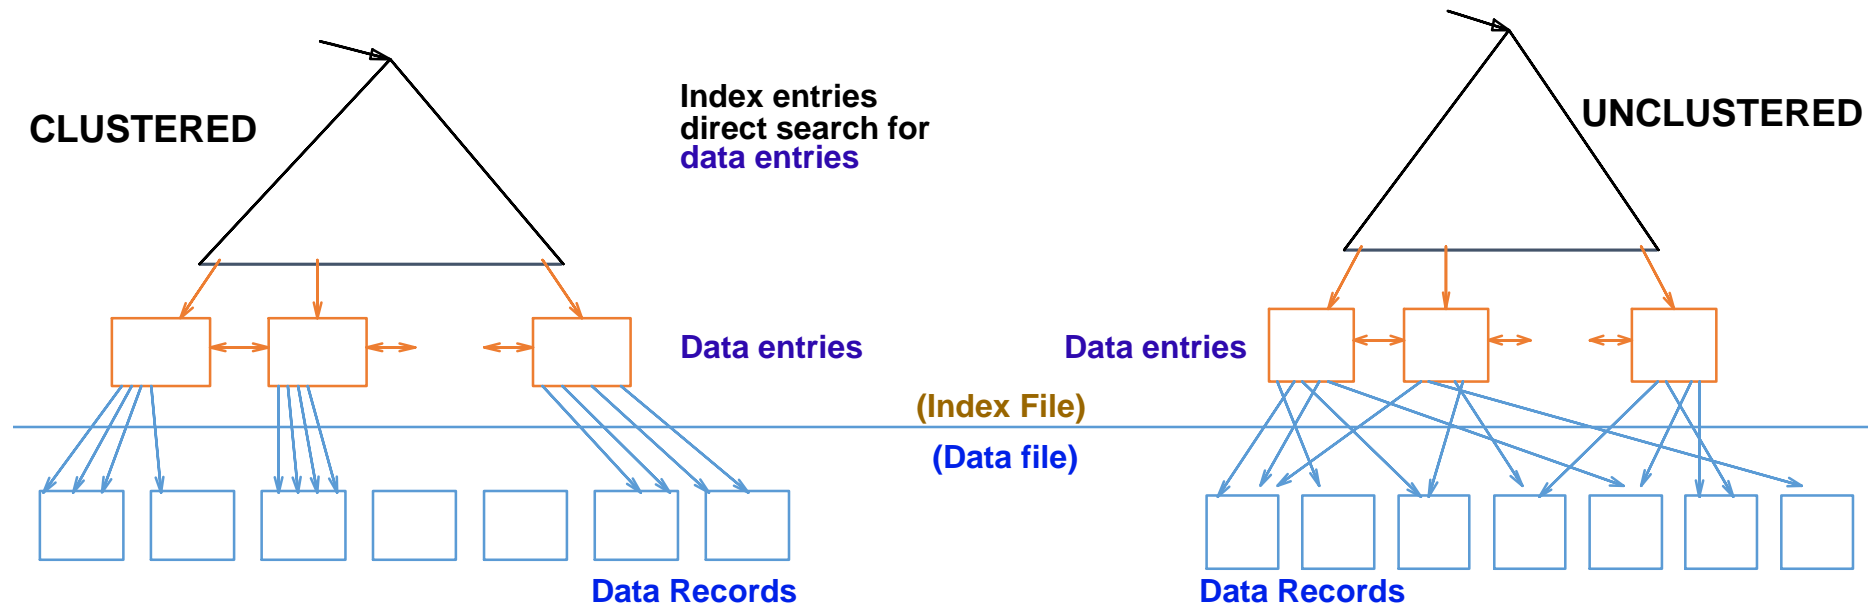 CLUSTERED
Index entries
direct search for
data entries
UNCLUSTERED
Data entries
Data entries
(Index File)
(Data file)
Data Records
Data Records